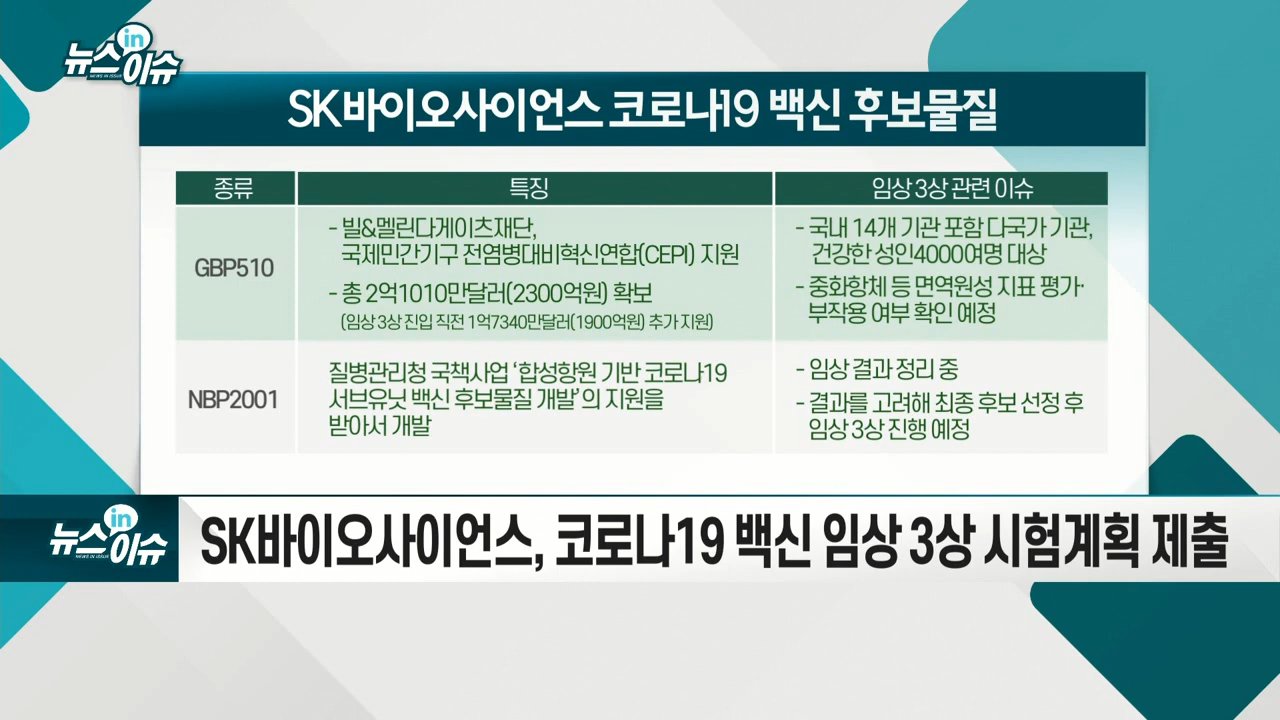 뉴스in이슈
NEWS IN ISSUE
SK바이오사이언스 코로나19 백신 후보물질
종류 특징 임상 3상 관련 이슈
GBP510
- 빌&멜린다게이츠재단,
국제민간기구 전염병대비혁신연합(CEPI) 지원
- 총 2억1010만달러(2300억원) 확보
(임상 3상 진입 직전 1억7340만달러(1900억원) 추가 지원)
- 국내 14개 기관 포함 다국가 기관,
건강한 성인4000여명 대상
- 중화항체 등 면역원성 지표 평가·
부작용 여부 확인 예정
NBP2001
질병관리청 국책사업 ‘합성항원 기반 코로나19
서브유닛 백신 후보물질 개발’의 지원을
받아서 개발
- 임상 결과 정리 중
- 결과를 고려해 최종 후보 선정 후
임상 3상 진행 예정
뉴스in이슈
NEWS IN ISSUE
SK바이오사이언스, 코로나19 백신 임상 3상 시험계획 제출